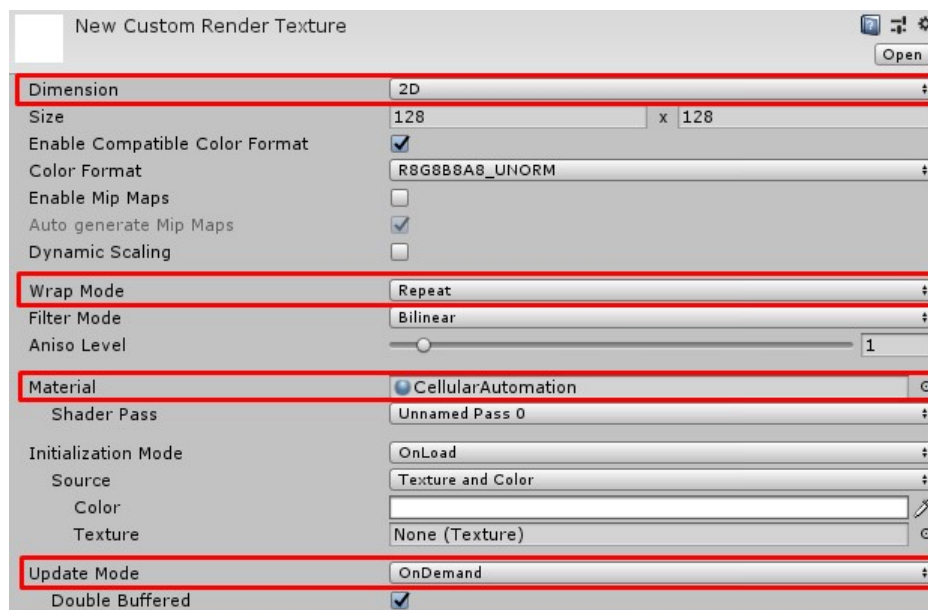 New Custom Render Texture
Open
Dimension 2D
Size 128 x 128
Enable Compatible Color Format
Color Format R8G8B8A8_UNORM
Enable Mip Maps
Auto generate Mip Maps
Dynamic Scaling
Wrap Mode Repeat
Filter Mode Bilinear
Aniso Level 1
Material CellularAutomation
Shader Pass Unnamed Pass 0
Initialization Mode OnLoad
Source Texture and Color
Color
Texture None (Texture)
Update Mode OnDemand
Double Buffered